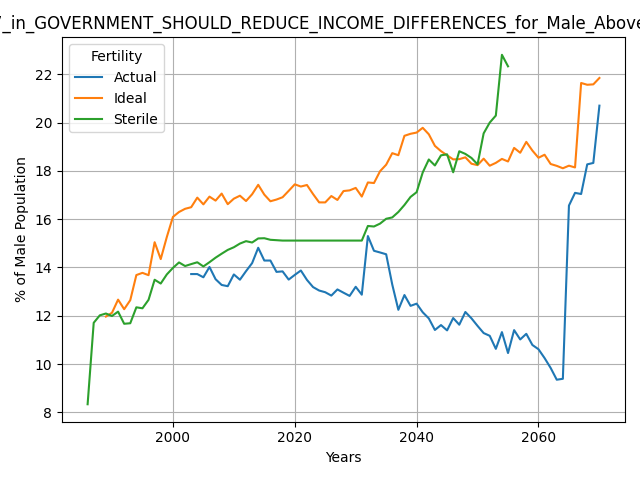 _in_GOVERNMENT_SHOULD_REDUCE_INCOME_DIFFERENCES_for_Male_Above
Fertility
Actual
Ideal
Sterile
22
20
18
16
14
12
10
8
% of Male Population
2000
2020
2040
2060
Years